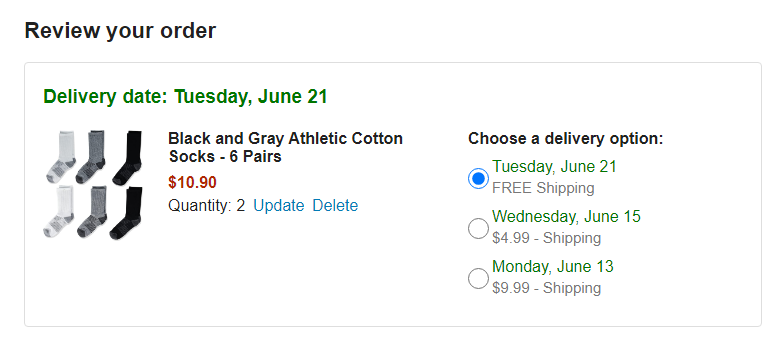 Review your order
Delivery date: Tuesday, June 21
Black and Gray Athletic Cotton
Socks - 6 Pairs
$10.90
Quantity: 2 Update Delete
Choose a delivery option:
Tuesday, June 21
FREE Shipping
Wednesday, June 15
$4.99 - Shipping
Monday, June 13
$9.99 - Shipping